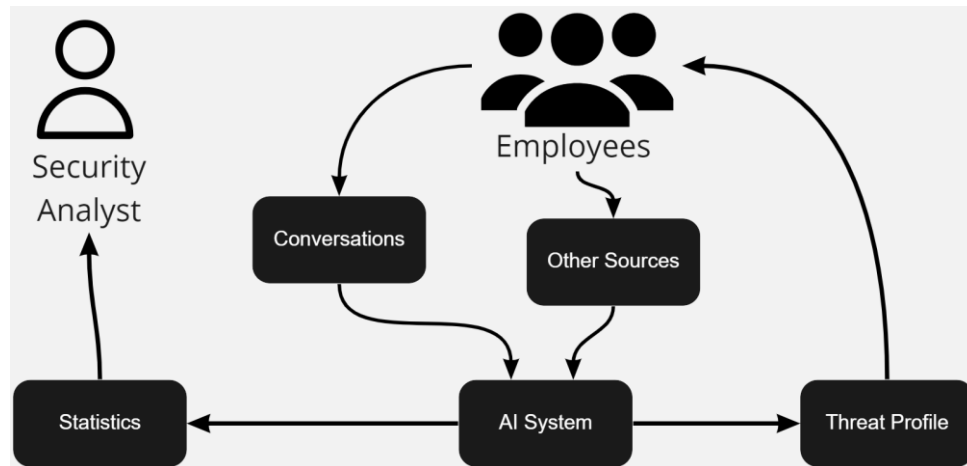 Employees
Security
Analyst
Conversations
Other Sources
Statistics
AI System
Threat Profile